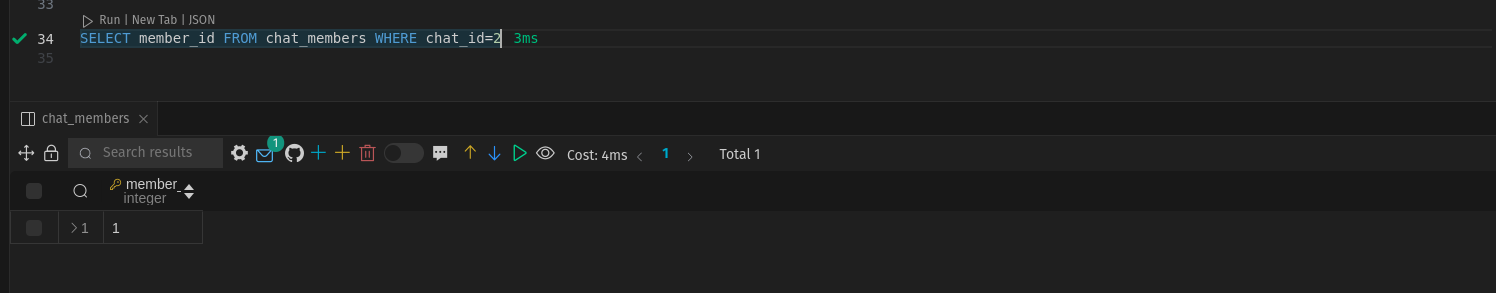 33
Run | New Tab | JSON
34 SELECT member_id FROM chat_members WHERE chat_id=2 3ms
35
chat_members
Search results 1 Cost: 4ms 1 Total 1
member_
integer
1 1